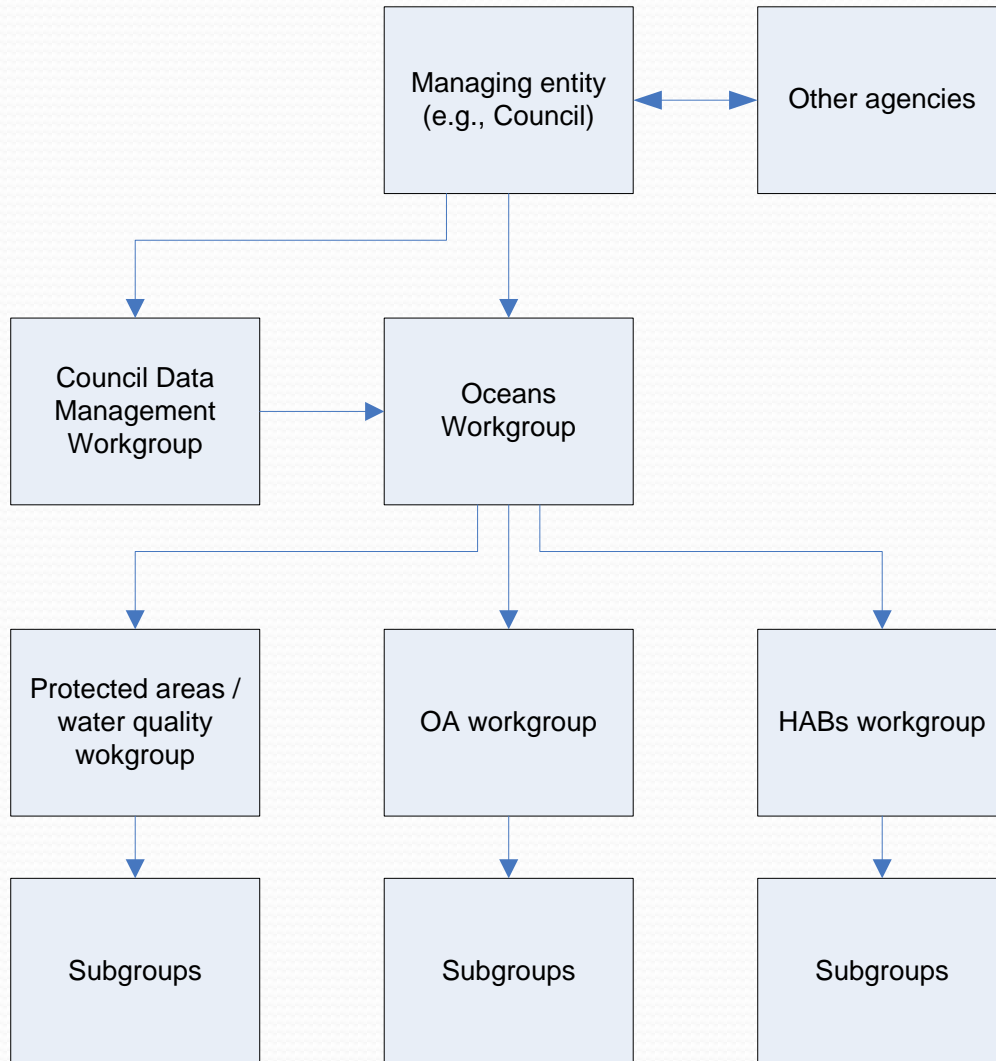 Managing entity
(e.g., Council)
Other agencies
Council Data
Management
Workgroup
Oceans
Workgroup
Protected areas /
water quality
wokgroup
OA workgroup
HABs workgroup
Subgroups
Subgroups
Subgroups